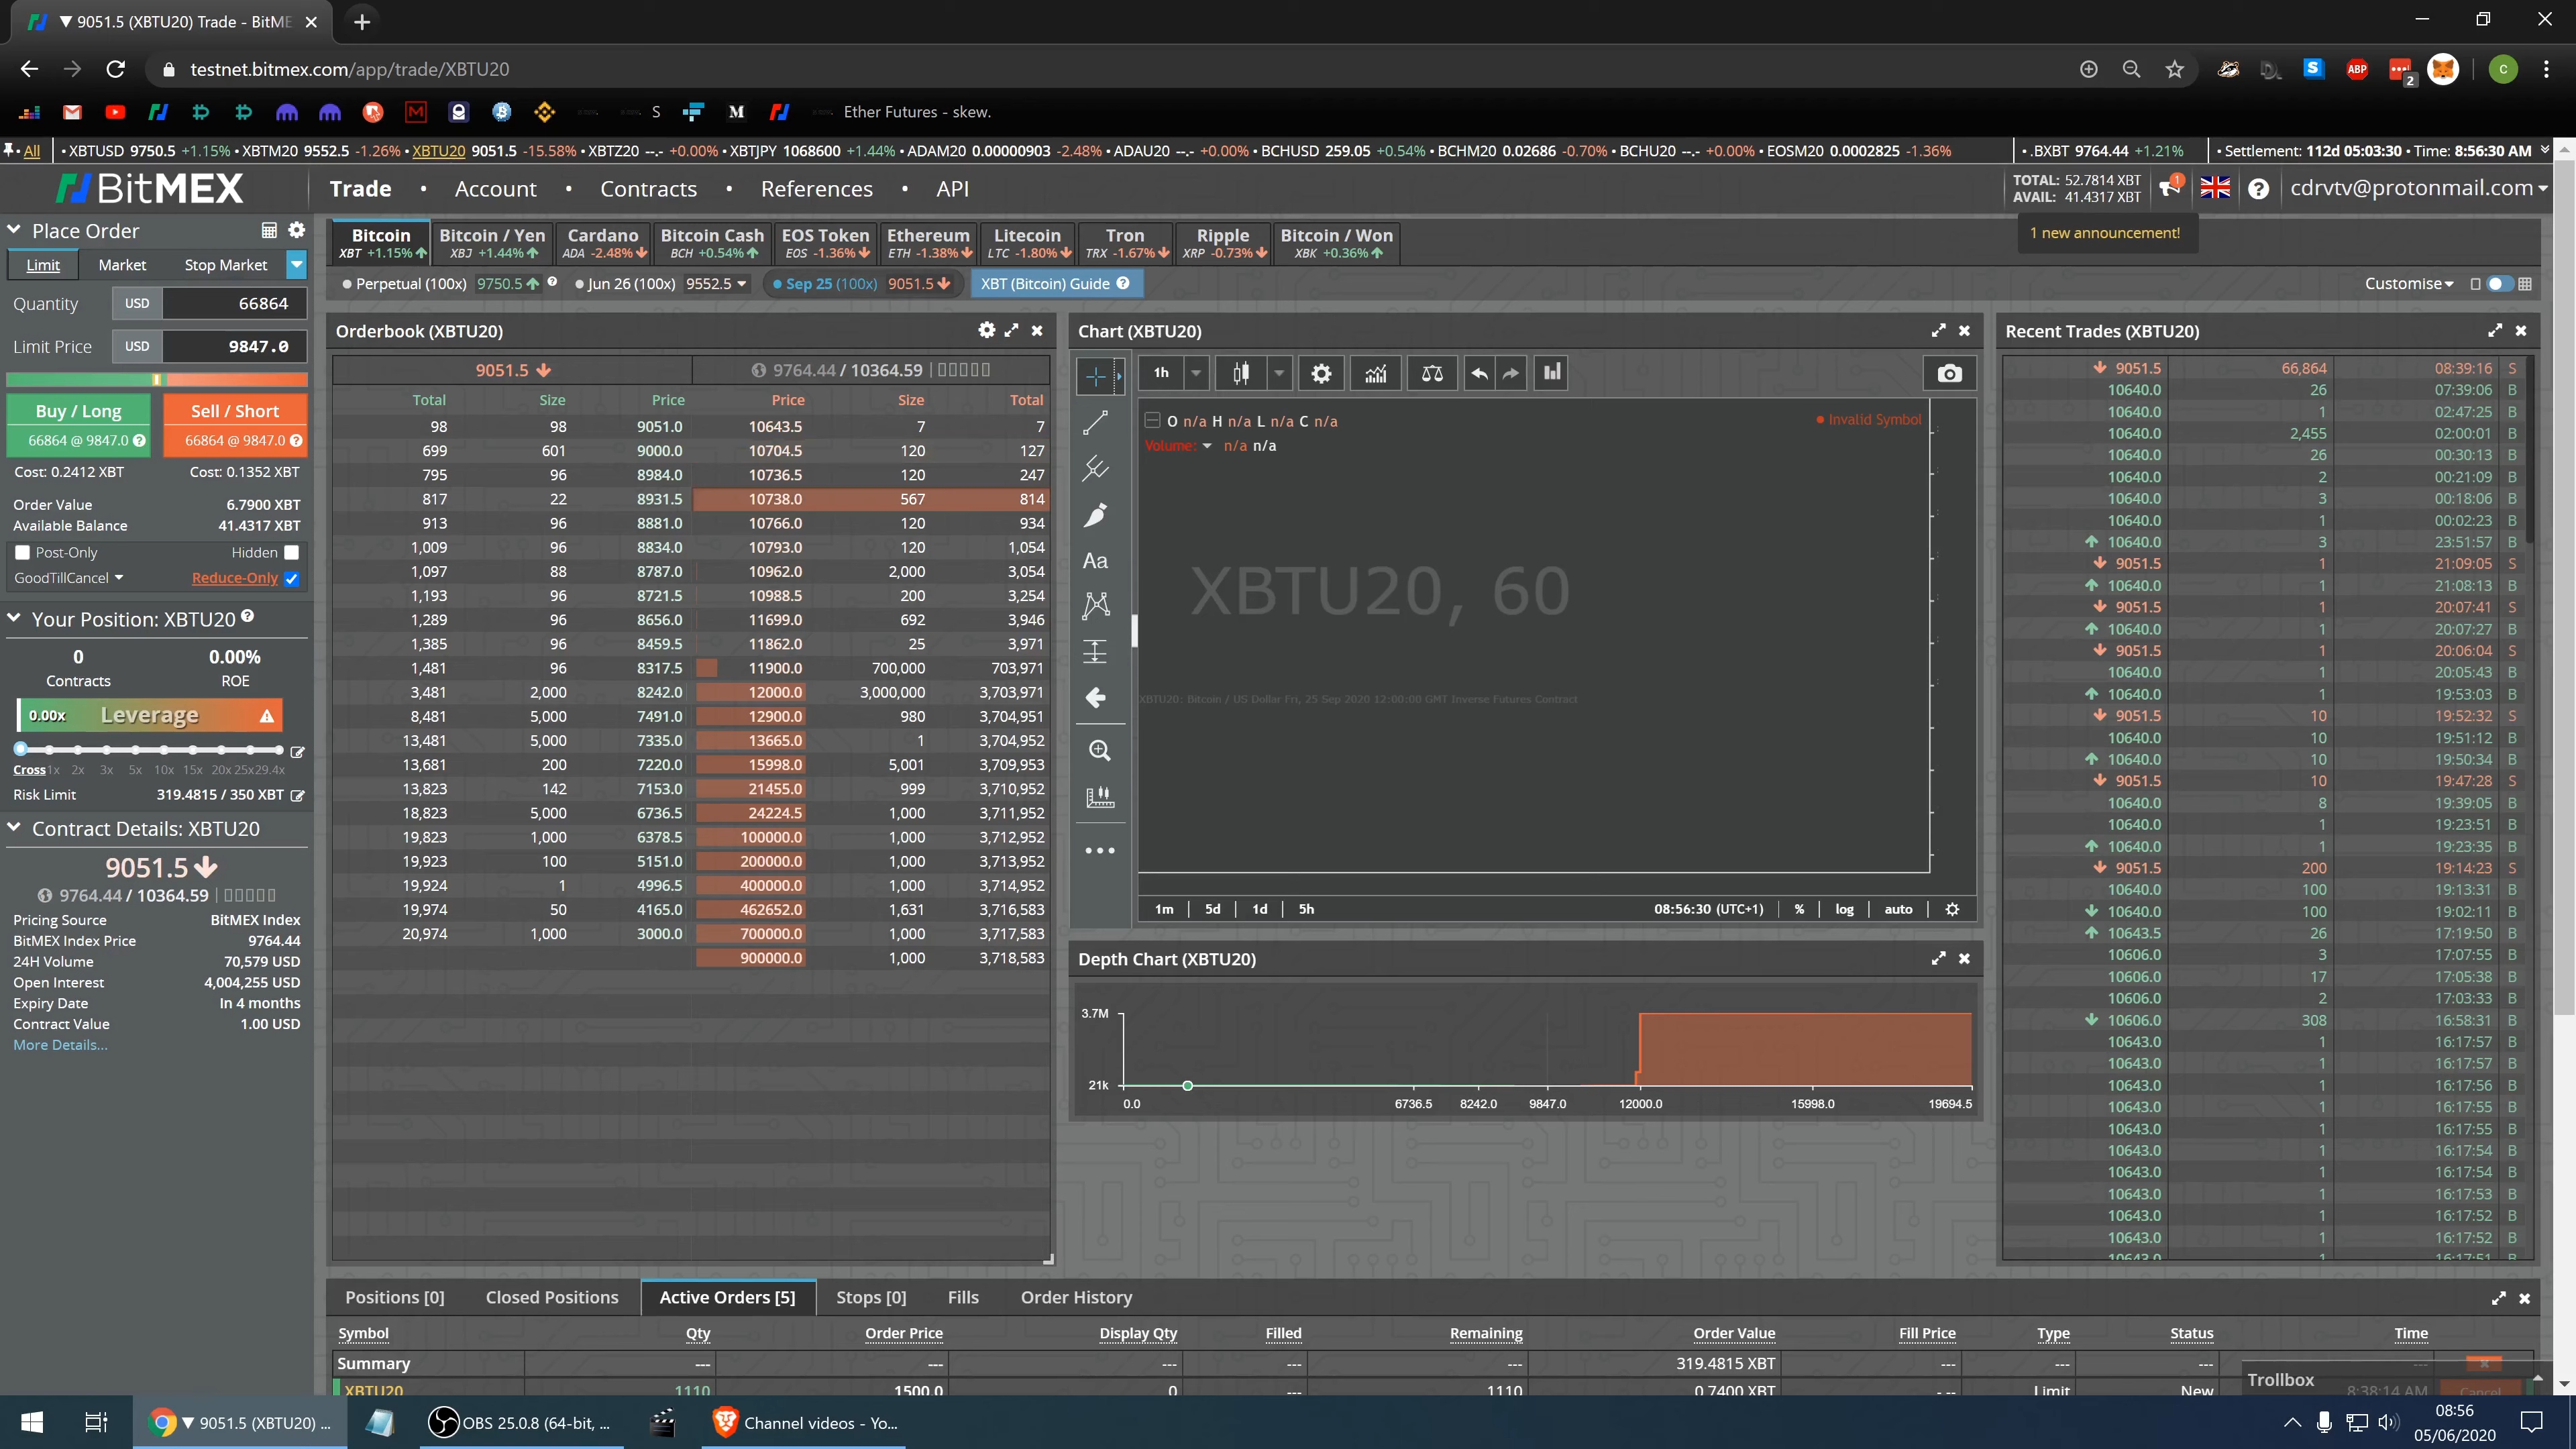 ▼ 9051.5 (XBTU20) Trade - BitME
testnet.bitmex.com/app/trade/XBTU20
ABP
2
C
S
Ether Futures - skew.
All • XBTUSD 9750.5 +1.15% • XBTM20 9552.5 -1.26% • XBTU20 9051.5 -15.58% • XBTZ20 --.- +0.00% • XBTJPY 1068600 +1.44% • ADAM20 0.00000903 -2.48% • ADAU20 --.- +0.00% • BCHUSD 259.05 +0.54% • BCHM20 0.02686 -0.70% • BCHU20 --.- +0.00% • EOSM20 0.0002825 -1.36% • .BXBT 9764.44 +1.21% • Settlement: 112d 05:03:30 • Time: 8:56:30 AM
BitMEX Trade • Account • Contracts • References • API
TOTAL: 52.7814 XBT
AVAIL: 41.4317 XBT
1
cdrvtv@protonmail.com
1 new announcement!
Place Order
Limit Market Stop Market
Quantity USD 66864
Limit Price USD 9847.0
Buy / Long Sell / Short
66864 @ 9847.0 66864 @ 9847.0
Cost: 0.2412 XBT Cost: 0.1352 XBT
Order Value 6.7900 XBT
Available Balance 41.4317 XBT
Post-Only Hidden
GoodTillCancel Reduce-Only
Your Position: XBTU20
0 0.00%
Contracts ROE
0.00x Leverage
Cross 1x 2x 3x 5x 10x 15x 20x 25x 29.4x
Risk Limit 319.4815 / 350 XBT
Contract Details: XBTU20
9051.5
9764.44 / 10364.59
Pricing Source BitMEX Index
BitMEX Index Price 9764.44
24H Volume 70,579 USD
Open Interest 4,004,255 USD
Expiry Date In 4 months
Contract Value 1.00 USD
More Details...
Bitcoin Bitcoin / Yen Cardano Bitcoin Cash EOS Token Ethereum Litecoin Tron Ripple Bitcoin / Won
XBT +1.15% XBJ +1.44% ADA -2.48% BCH +0.54% EOS -1.36% ETH -1.38% LTC -1.80% TRX -1.67% XRP -0.73% XBK +0.36%
Perpetual (100x) 9750.5 Jun 26 (100x) 9552.5 Sep 25 (100x) 9051.5 XBT (Bitcoin) Guide
Customise
Orderbook (XBTU20)
9051.5 9764.44 / 10364.59
Total Size Price Price Size Total
98 98 9051.0 10643.5 7 7
699 601 9000.0 10704.5 120 127
795 96 8984.0 10736.5 120 247
817 22 8931.5 10738.0 567 814
913 96 8881.0 10766.0 120 934
1,009 96 8834.0 10793.0 120 1,054
1,097 88 8787.0 10962.0 2,000 3,054
1,193 96 8721.5 10988.5 200 3,254
1,289 96 8656.0 11699.0 692 3,946
1,385 96 8459.5 11862.0 25 3,971
1,481 96 8317.5 11900.0 700,000 703,971
3,481 2,000 8242.0 12000.0 3,000,000 3,703,971
8,481 5,000 7491.0 12900.0 980 3,704,951
13,481 5,000 7335.0 13665.0 1 3,704,952
13,681 200 7220.0 15998.0 5,001 3,709,953
13,823 142 7153.0 21455.0 999 3,710,952
18,823 5,000 6736.5 24224.5 1,000 3,711,952
19,823 1,000 6378.5 100000.0 1,000 3,712,952
19,923 100 5151.0 200000.0 1,000 3,713,952
19,924 1 4996.5 400000.0 1,000 3,714,952
19,974 50 4165.0 462652.0 1,631 3,716,583
20,974 1,000 3000.0 700000.0 1,000 3,717,583
900000.0 1,000 3,718,583
Chart (XBTU20)
1h
O n/a H n/a L n/a C n/a
Invalid Symbol
Volume: n/a n/a
Aa
XBTU20, 60
XBTU20: Bitcoin / US Dollar Fri, 25 Sep 2020 12:00:00 GMT Inverse Futures Contract
1m 5d 1d 5h 08:56:30 (UTC+1) % log auto
Depth Chart (XBTU20)
3.7M
21k
0.0 6736.5 8242.0 9847.0 12000.0 15998.0 19694.5
Recent Trades (XBTU20)
9051.5 66,864 08:39:16 S
10640.0 26 07:39:06 B
10640.0 1 02:47:25 B
10640.0 2,455 02:00:01 B
10640.0 26 00:30:13 B
10640.0 2 00:21:09 B
10640.0 3 00:18:06 B
10640.0 1 00:02:23 B
10640.0 3 23:51:57 B
9051.5 1 21:09:05 S
10640.0 1 21:08:13 B
9051.5 1 20:07:41 S
10640.0 1 20:07:27 B
9051.5 1 20:06:04 S
10640.0 1 20:05:43 B
10640.0 1 19:53:03 B
9051.5 10 19:52:32 S
10640.0 10 19:51:12 B
10640.0 10 19:50:34 B
9051.5 10 19:47:28 S
10640.0 8 19:39:05 B
10640.0 1 19:23:51 B
10640.0 1 19:23:35 B
9051.5 200 19:14:23 S
10640.0 100 19:13:31 B
10640.0 100 19:02:11 B
10643.5 26 17:19:50 B
10606.0 3 17:07:55 B
10606.0 17 17:05:38 B
10606.0 2 17:03:33 B
10606.0 308 16:58:31 B
10643.0 1 16:17:57 B
10643.0 1 16:17:57 B
10643.0 1 16:17:56 B
10643.0 1 16:17:55 B
10643.0 1 16:17:55 B
10643.0 1 16:17:54 B
10643.0 1 16:17:54 B
10643.0 1 16:17:53 B
10643.0 1 16:17:52 B
10643.0 1 16:17:52 B
10643.0 1 16:17:51 B
Positions [0] Closed Positions Active Orders [5] Stops [0] Fills Order History
Symbol Qty Order Price Display Qty Filled Remaining Order Value Fill Price Type Status Time
Summary --- --- --- --- --- 319.4815 XBT --- --- --- ---
XBTU20 1110 1500.0 0 --- 1110 0.7400 XBT -.-- Limit New 8:38:14 AM Cancel
Trollbox
▼ 9051.5 (XBTU20) ...
OBS 25.0.8 (64-bit, ...
Channel videos - Yo...
08:56
05/06/2020